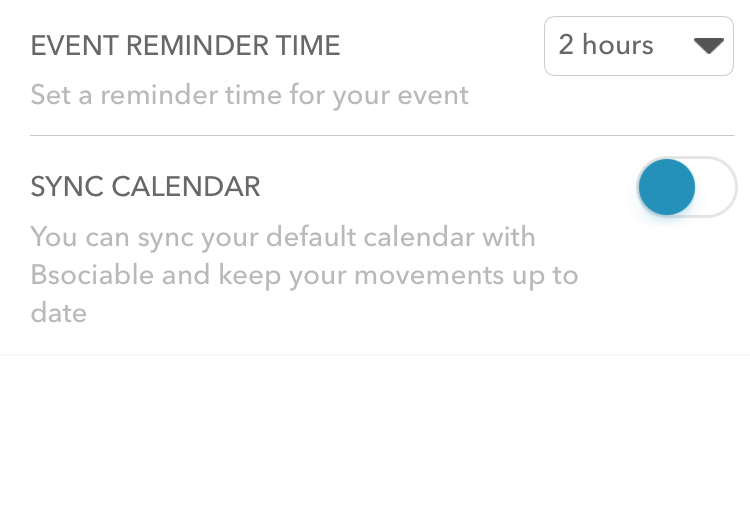 EVENT REMINDER TIME
2 hours
Set a reminder time for your event
SYNC CALENDAR
You can sync your default calendar with
Bsociable and keep your movements up to
date